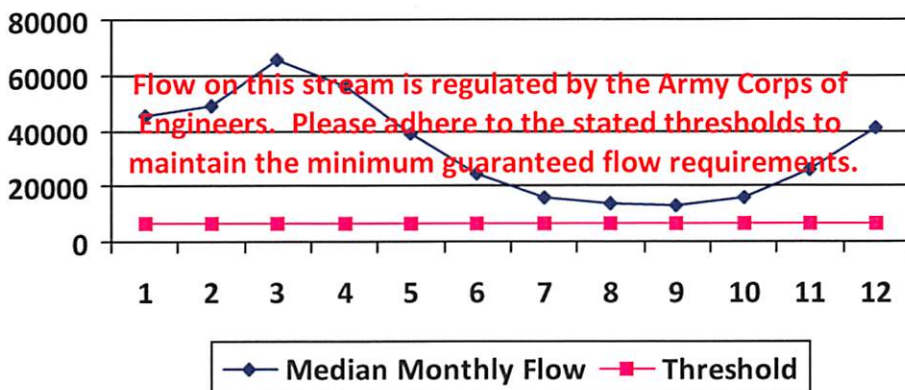 80000
60000
40000
20000
0
Flow on this stream is regulated by the Army Corps of
Engineers. Please adhere to the stated thresholds to
maintain the minimum guaranteed flow requirements.
1 2 3 4 5 6 7 8 9 10 11 12
Median Monthly Flow Threshold